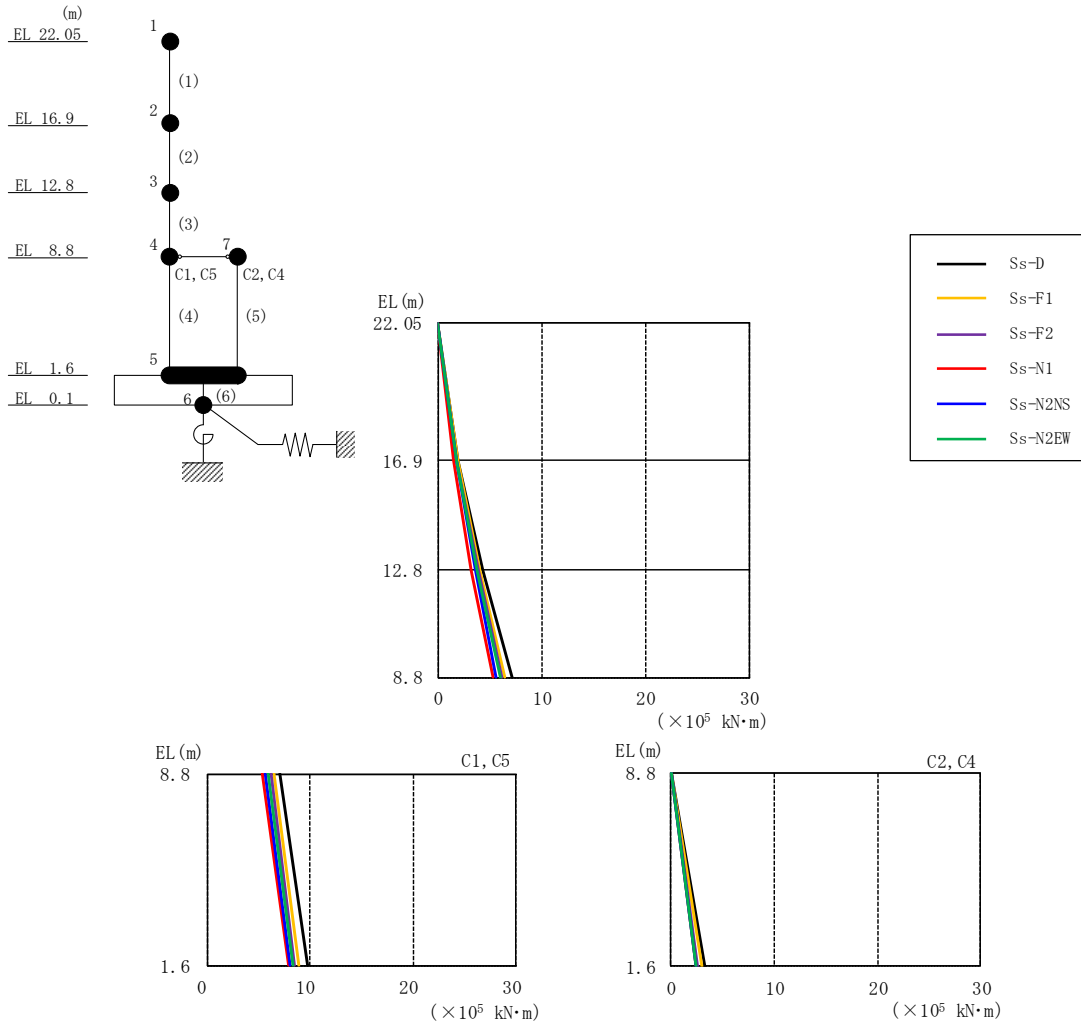 (m)
EL 22.05
EL 16.9
EL 12.8
EL 8.8
EL 1.6
EL 0.1
1
(1)
2
(2)
3
(3)
4
7
C1, C5
C2, C4
(4)
(5)
5
6
(6)
Ss-D
Ss-F1
Ss-F2
Ss-N1
Ss-N2NS
Ss-N2EW
EL(m)
22.05
16.9
12.8
8.8
0 10 20 30
(×10⁵ kN·m)
EL(m)
C1, C5
8.8
1.6
0 10 20 30
(×10⁵ kN·m)
EL(m)
C2, C4
8.8
1.6
0 10 20 30
(×10⁵ kN·m)